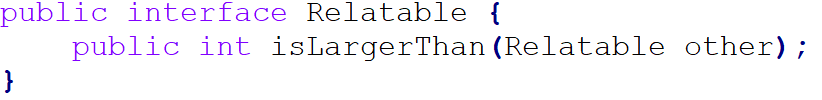 public interface Relatable {
    public int isLargerThan(Relatable other);
}